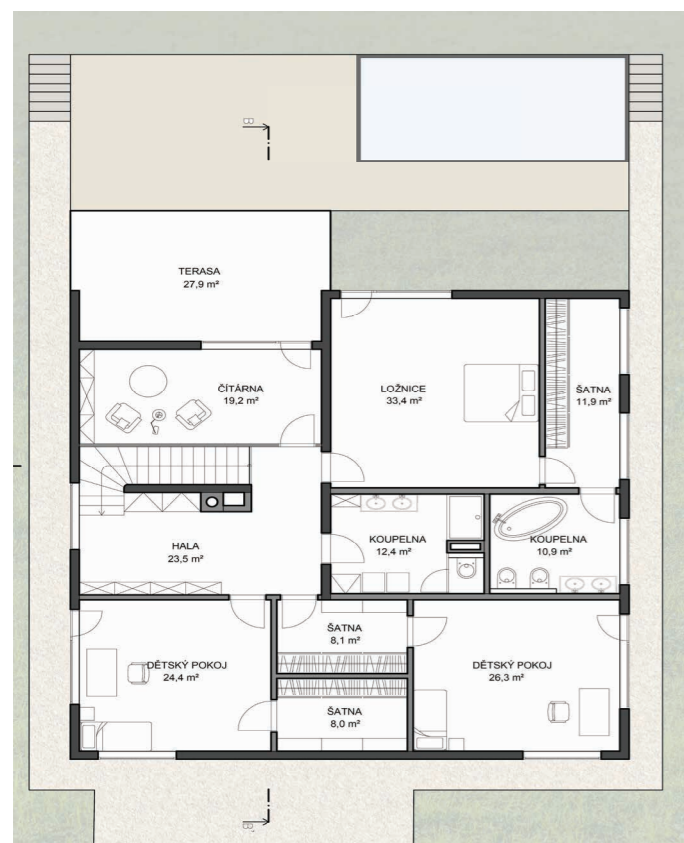 TERASA
27,9 m²
ČÍTÁRNA
19,2 m²
LOŽNICE
33,4 m²
ŠATNA
11,9 m²
HALA
23,5 m²
KOUPELNA
12,4 m²
KOUPELNA
10,9 m²
ŠATNA
8,1 m²
DĚTSKÝ POKOJ
24,4 m²
DĚTSKÝ POKOJ
26,3 m²
ŠATNA
8,0 m²